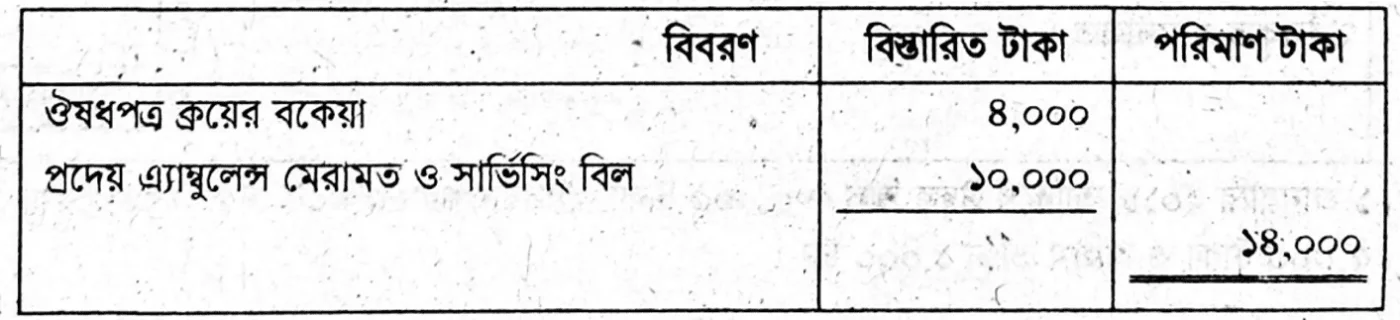 বিবরণ বিস্তারিত টাকা পরিমাণ টাকা
ঔষধপত্র ক্রয়ের বকেয়া ৪,০০০
প্রদেয় এ্যাম্বুলেন্স মেরামত ও সার্ভিসিং বিল ১০,০০০
১৪,০০০